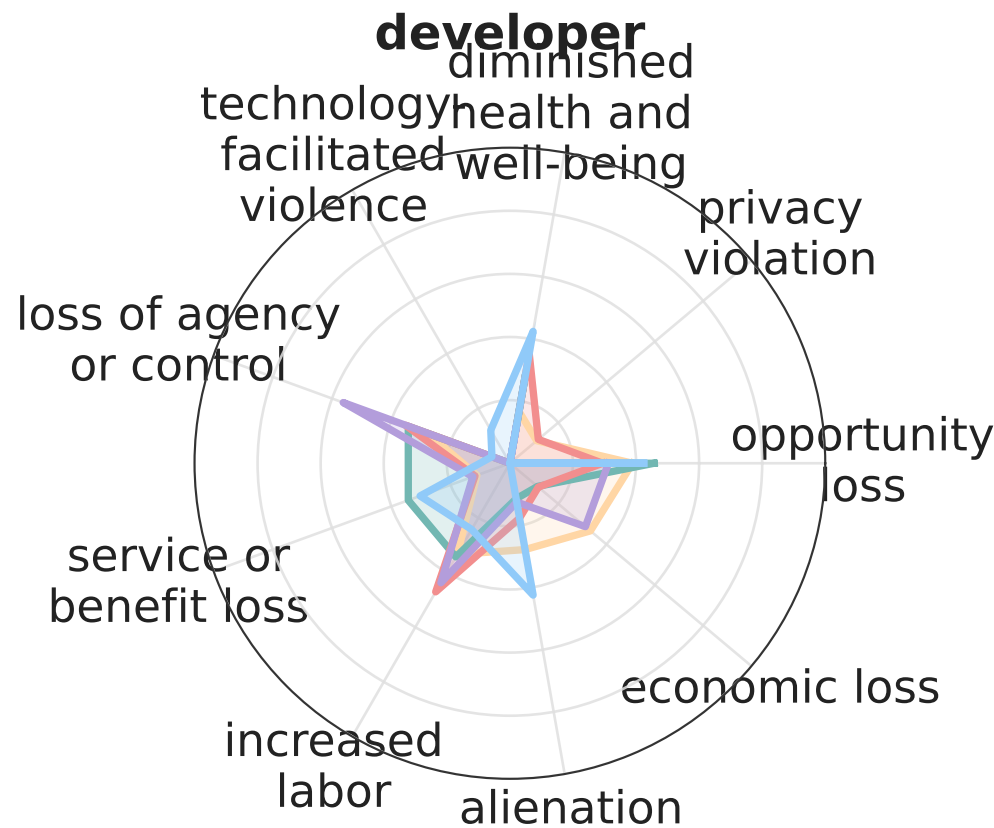 developer
diminished
health and
well-being
technology-
facilitated
violence
privacy
violation
loss of agency
or control
opportunity
loss
service or
benefit loss
economic loss
increased
labor
alienation